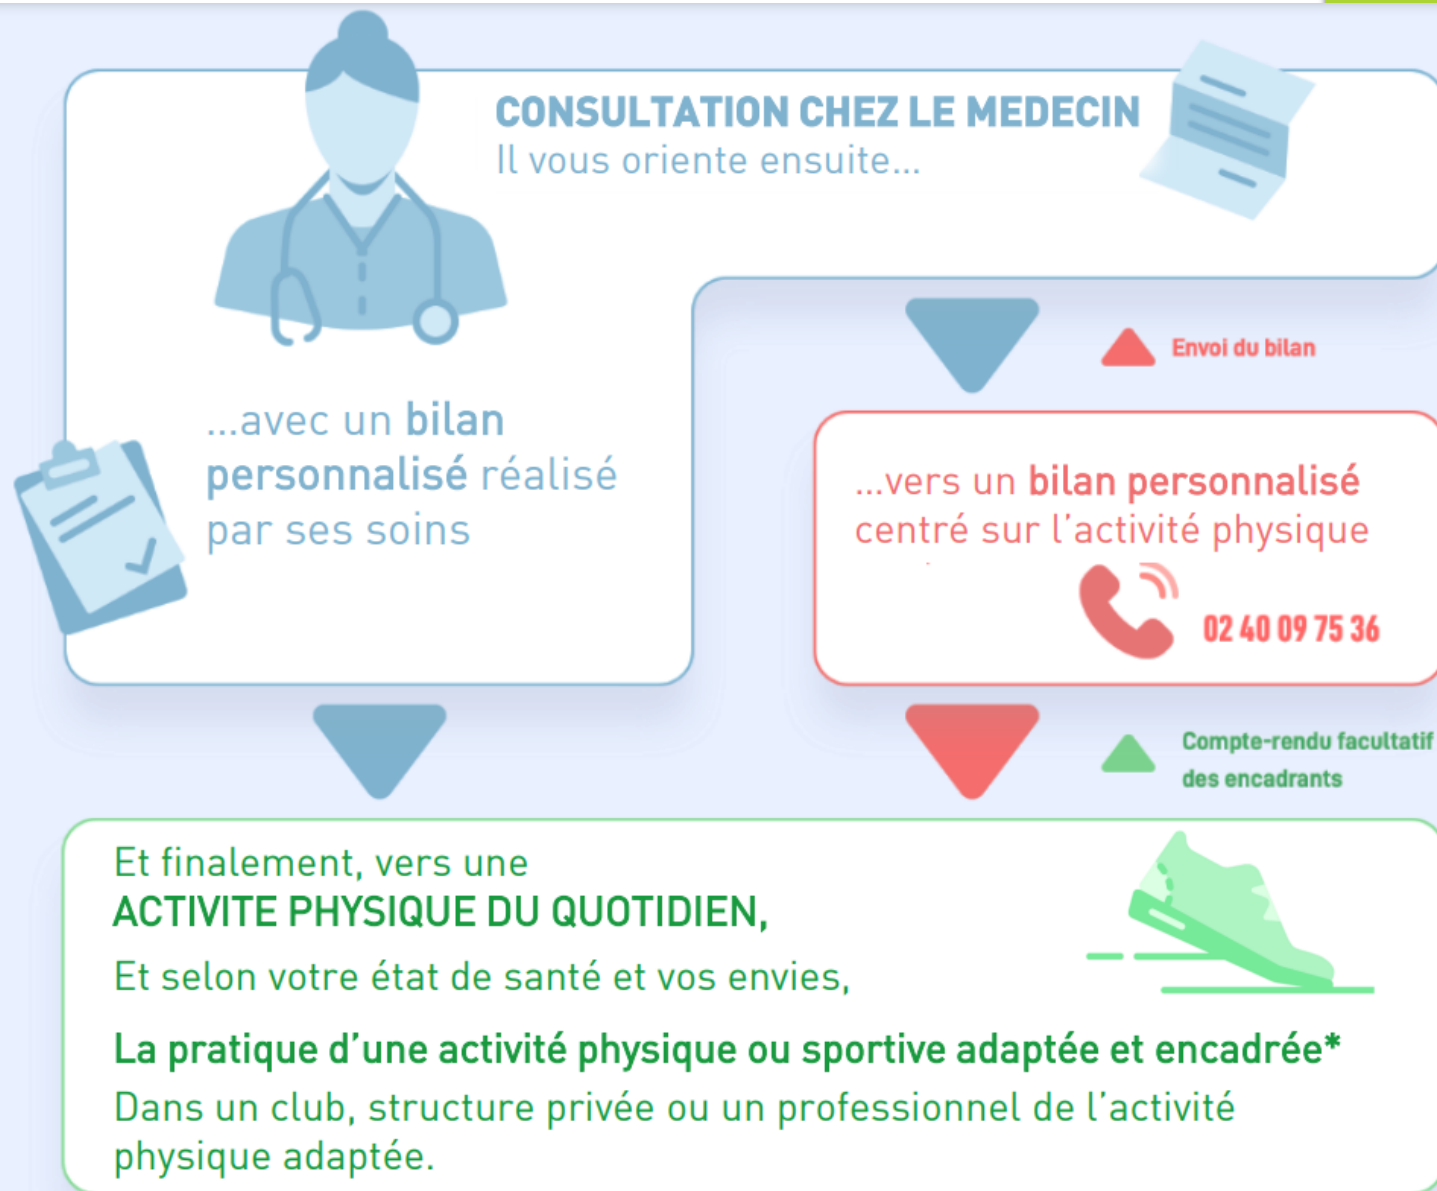 CONSULTATION CHEZ LE MEDECIN
Il vous oriente ensuite...
...avec un bilan
personnalisé réalisé
par ses soins
Envoi du bilan
...vers un bilan personnalisé
centré sur l'activité physique
02 40 09 75 36
Compte-rendu facultatif
des encadrants
Et finalement, vers une
ACTIVITE PHYSIQUE DU QUOTIDIEN,
Et selon votre état de santé et vos envies,
La pratique d'une activité physique ou sportive adaptée et encadrée*
Dans un club, structure privée ou un professionnel de l'activité
physique adaptée.